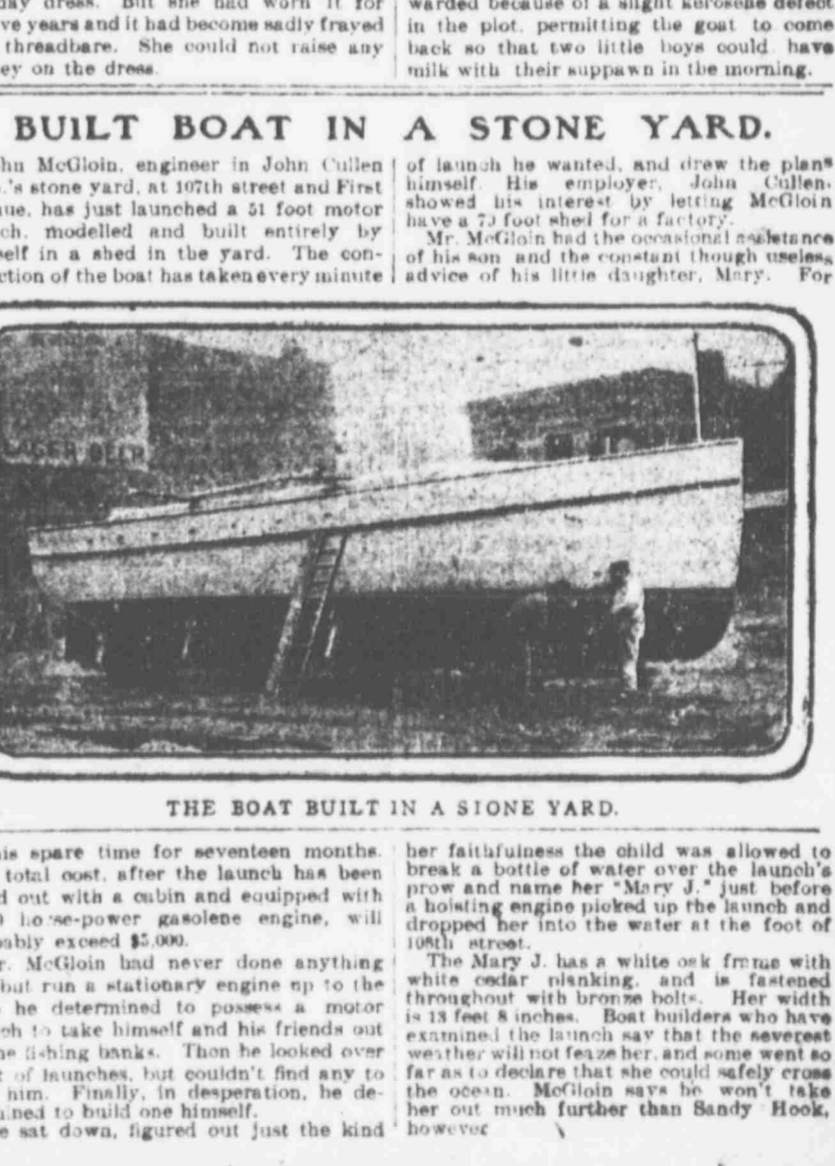 day dress. But she had worn it for
ve years and it had become sadly frayed
threadbare. She could not raise any
ey on the dress.
warded because of a slight kerosene defect
in the plot, permitting the goat to come
back so that two little boys could have
milk with their suppawn in the morning.
BUILT BOAT IN A STONE YARD.
hn McGloin, engineer in John Cullen
.'s stone yard, at 107th street and First
nue, has just launched a 51 foot motor
ch, modelled and built entirely by
self in a shed in the yard. The con-
ction of the boat has taken every minute
of launch he wanted, and drew the plans
himself. His employer, John Cullen,
showed his interest by letting McGloin
have a 70 foot shed for a factory.
Mr. McGloin had the occasional assistance
of his son and the constant though useless
advice of his little daughter, Mary. For
LAGER BEER
THE BOAT BUILT IN A STONE YARD.
is spare time for seventeen months.
total cost, after the launch has been
d out with a cabin and equipped with
0 horse-power gasolene engine, will
ably exceed $5,000.
r. McGloin had never done anything
but run a stationary engine up to the
he determined to possess a motor
ch to take himself and his friends out
he fishing banks. Then he looked over
t of launches, but couldn't find any to
him. Finally, in desperation, he de-
ined to build one himself.
e sat down, figured out just the kind
her faithfulness the child was allowed to
break a bottle of water over the launch's
prow and name her "Mary J." just before
a hoisting engine picked up the launch and
dropped her into the water at the foot of
108th street.
The Mary J. has a white oak frame with
white cedar planking, and is fastened
throughout with bronze bolts. Her width
is 13 feet 8 inches. Boat builders who have
examined the launch say that the severest
weather will not feaze her, and some went so
far as to declare that she could safely cross
the ocean. McGloin says he won't take
her out much further than Sandy Hook,
however